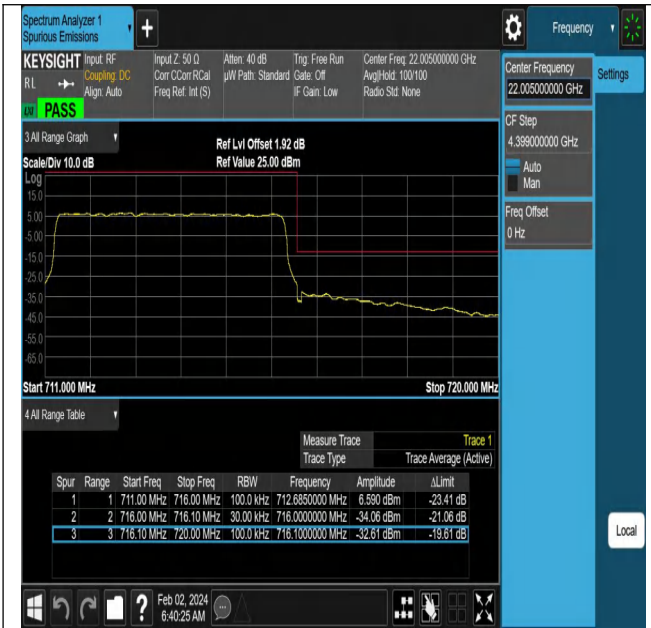 Spectrum Analyzer 1
Spurious Emissions
Frequency
KEYSIGHT Input: RF Input Z: 50 Ω Atten: 40 dB Trig: Free Run Center Freq: 22.005000000 GHz
RL Coupling: DC Corr CCorr RCal µW Path: Standard Gate: Off Avg|Hold: 100/100
Align: Auto Freq Ref: Int (S) IF Gain: Low Radio Std: None
PASS
Center Frequency
22.005000000 GHz
Settings
CF Step
4.399000000 GHz
Auto
Man
Freq Offset
0 Hz
3 All Range Graph
Ref Lvl Offset 1.92 dB
Scale/Div 10.0 dB Ref Value 25.00 dBm
Log
15.0
5.00
-5.00
-15.0
-25.0
-35.0
-45.0
-55.0
-65.0
Start 711.000 MHz Stop 720.000 MHz
4 All Range Table
Measure Trace Trace 1
Trace Type Trace Average (Active)
Spur Range Start Freq Stop Freq RBW Frequency Amplitude ΔLimit
1 1 711.00 MHz 716.00 MHz 100.0 kHz 712.6850000 MHz 6.590 dBm -23.41 dB
2 2 716.00 MHz 716.10 MHz 30.00 kHz 716.0000000 MHz -34.06 dBm -21.06 dB
3 3 716.10 MHz 720.00 MHz 100.0 kHz 716.1000000 MHz -32.61 dBm -19.61 dB
Local
Feb 02, 2024
6:40:25 AM